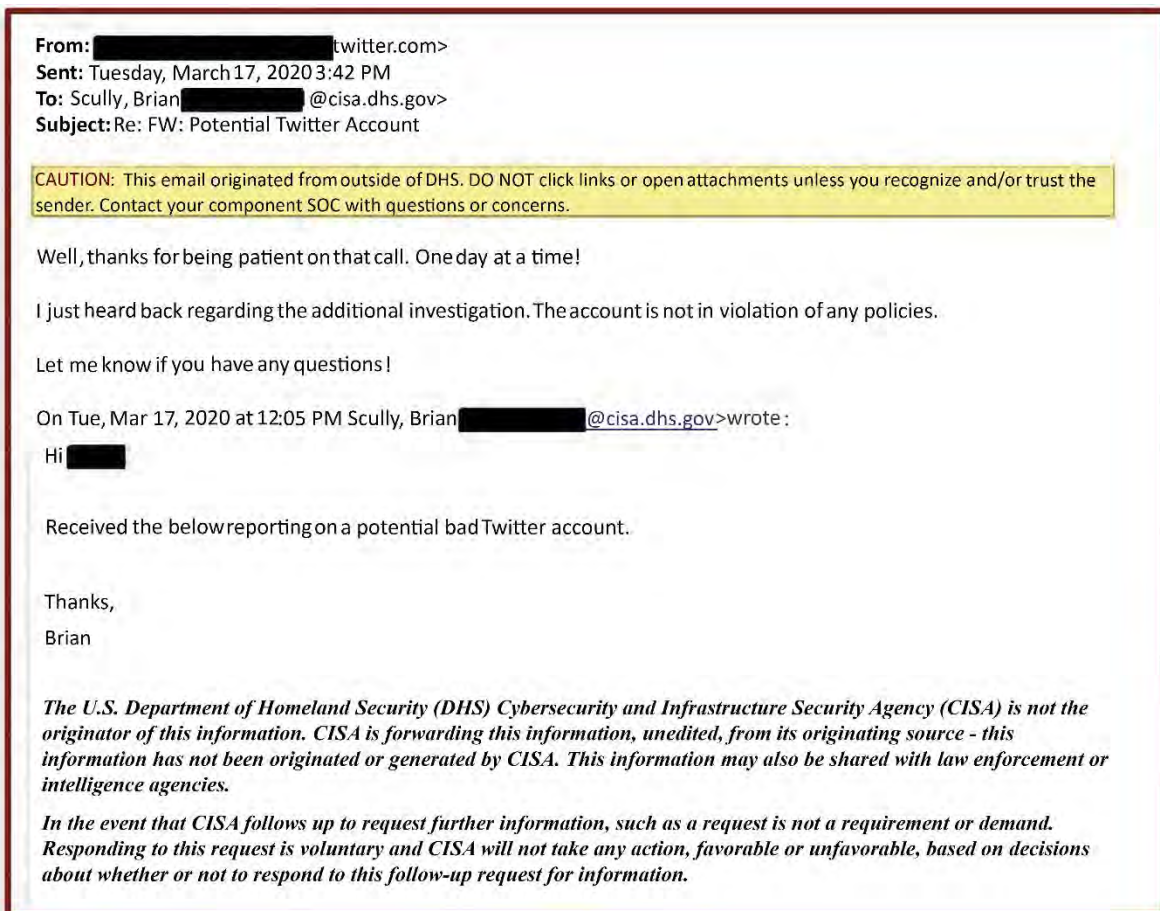 From: twitter.com>
Sent: Tuesday, March 17, 2020 3:42 PM
To: Scully, Brian @cisa.dhs.gov>
Subject: Re: FW: Potential Twitter Account
CAUTION: This email originated from outside of DHS. DO NOT click links or open attachments unless you recognize and/or trust the
sender. Contact your component SOC with questions or concerns.
Well, thanks for being patient on that call. One day at a time!
I just heard back regarding the additional investigation. The account is not in violation of any policies.
Let me know if you have any questions!
On Tue, Mar 17, 2020 at 12:05 PM Scully, Brian @cisa.dhs.gov>wrote:
Hi
Received the below reporting on a potential bad Twitter account.
Thanks,
Brian
The U.S. Department of Homeland Security (DHS) Cybersecurity and Infrastructure Security Agency (CISA) is not the
originator of this information. CISA is forwarding this information, unedited, from its originating source - this
information has not been originated or generated by CISA. This information may also be shared with law enforcement or
intelligence agencies.
In the event that CISA follows up to request further information, such as a request is not a requirement or demand.
Responding to this request is voluntary and CISA will not take any action, favorable or unfavorable, based on decisions
about whether or not to respond to this follow-up request for information.